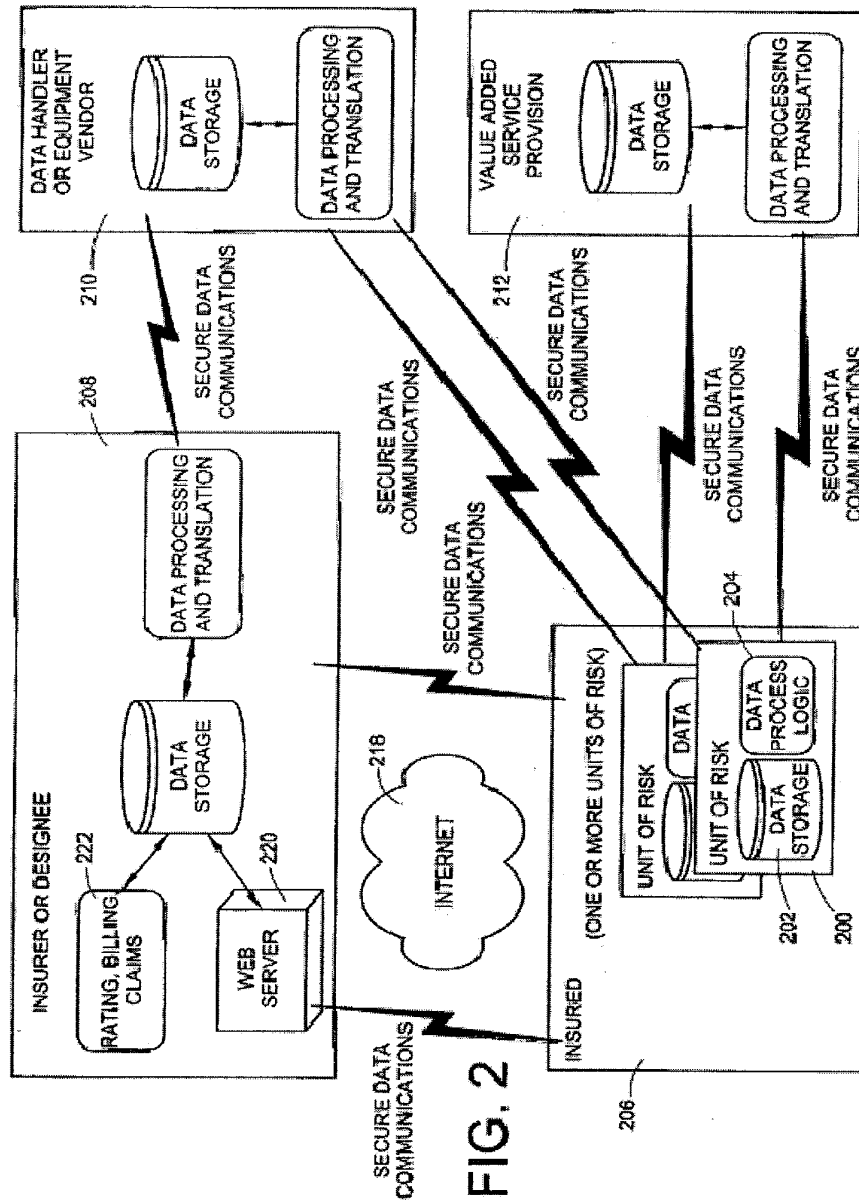 INSURER OR DESIGNEE
208
RATING, BILLING
CLAIMS
222
DATA
STORAGE
DATA PROCESSING
AND TRANSLATION
WEB
SERVER
220
SECURE DATA
COMMUNICATIONS
DATA HANDLER
OR EQUIPMENT
VENDOR
210
DATA
STORAGE
DATA PROCESSING
AND TRANSLATION
SECURE DATA
COMMUNICATIONS
INTERNET
218
SECURE DATA
COMMUNICATIONS
SECURE DATA
COMMUNICATIONS
SECURE DATA
COMMUNICATIONS
VALUE ADDED
SERVICE
PROVISION
212
DATA
STORAGE
DATA PROCESSING
AND TRANSLATION
SECURE DATA
COMMUNICATIONS
SECURE DATA
COMMUNICATIONS
INSURED
(ONE OR MORE UNITS OF RISK)
206
UNIT OF RISK
DATA
UNIT OF RISK
DATA
STORAGE
DATA
PROCESS
LOGIC
204
202
200
FIG. 2